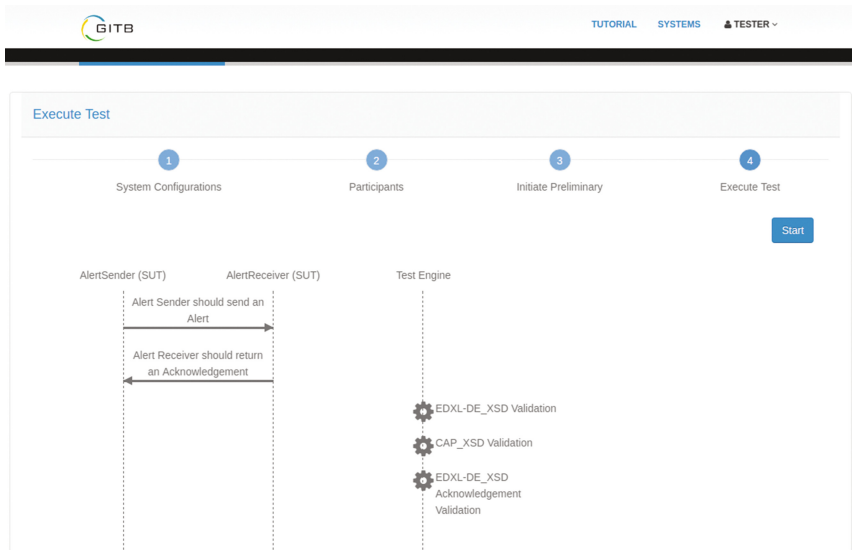 GITB
TUTORIAL SYSTEMS TESTER
Execute Test
1 2 3 4
System Configurations Participants Initiate Preliminary Execute Test
Start
AlertSender (SUT) AlertReceiver (SUT) Test Engine
Alert Sender should send an
Alert
Alert Receiver should return
an Acknowledgement
EDXL-DE_XSD Validation
CAP_XSD Validation
EDXL-DE_XSD
Acknowledgement
Validation